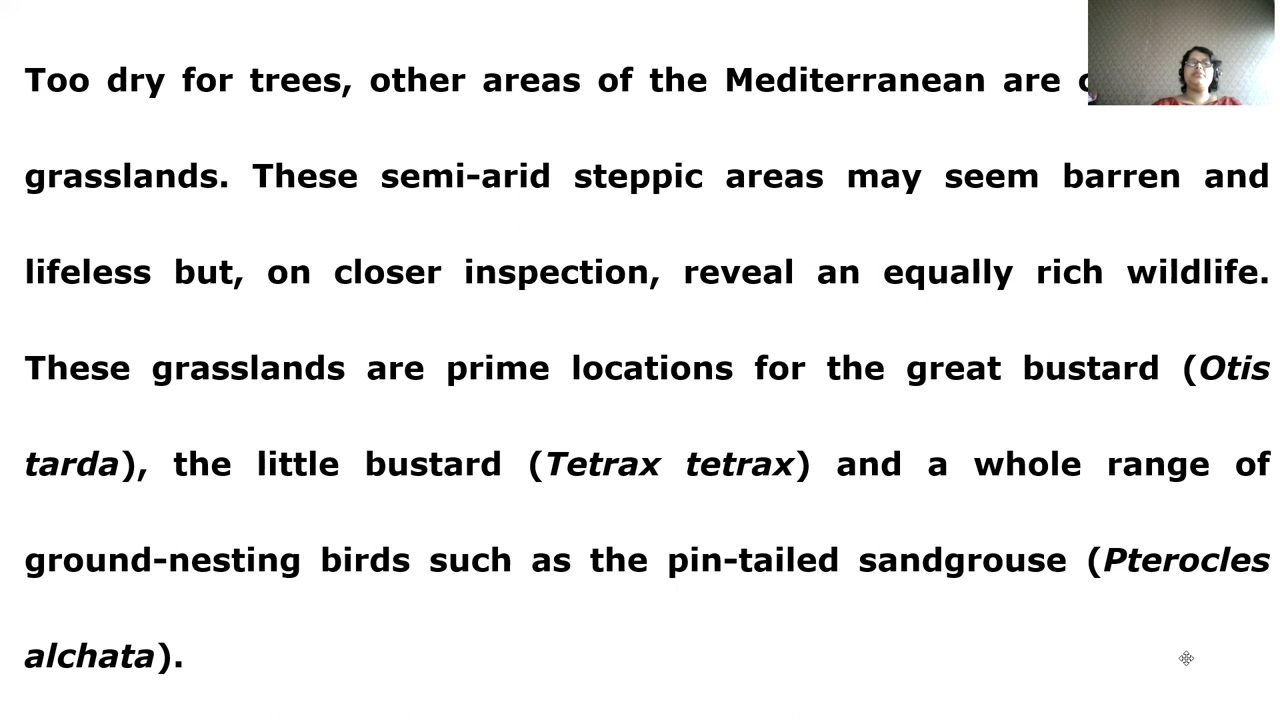 Too dry for trees, other areas of the Mediterranean are
grasslands. These semi-arid steppic areas may seem barren and
lifeless but, on closer inspection, reveal an equally rich wildlife.
These grasslands are prime locations for the great bustard (Otis
tarda), the little bustard (Tetrax tetrax) and a whole range of
ground-nesting birds such as the pin-tailed sandgrouse (Pterocles
alchata).